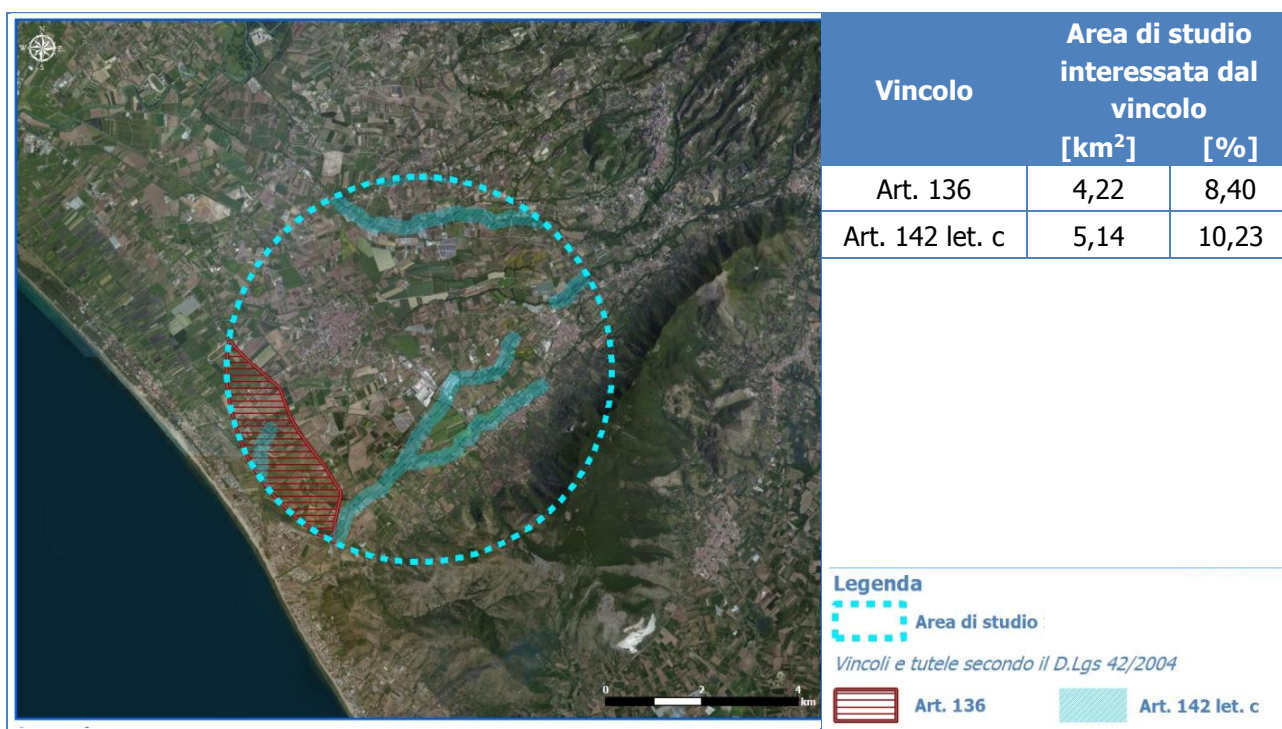 N
W E
S
Vincolo
Area di studio
interessata dal
vincolo
[km²] [%]
Art. 136 4,22 8,40
Art. 142 let. c 5,14 10,23
Legenda
Area di studio
Vincoli e tutele secondo il D.Lgs 42/2004
Art. 136 Art. 142 let. c
0 2 4
km